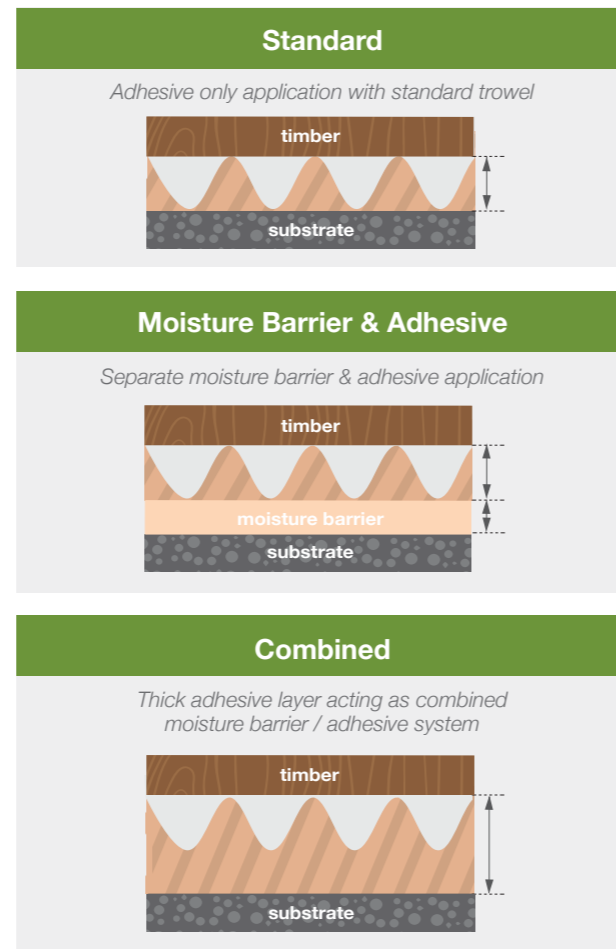 Standard
Adhesive only application with standard trowel
timber
substrate
Moisture Barrier & Adhesive
Separate moisture barrier & adhesive application
timber
moisture barrier
substrate
Combined
Thick adhesive layer acting as combined
moisture barrier / adhesive system
timber
substrate